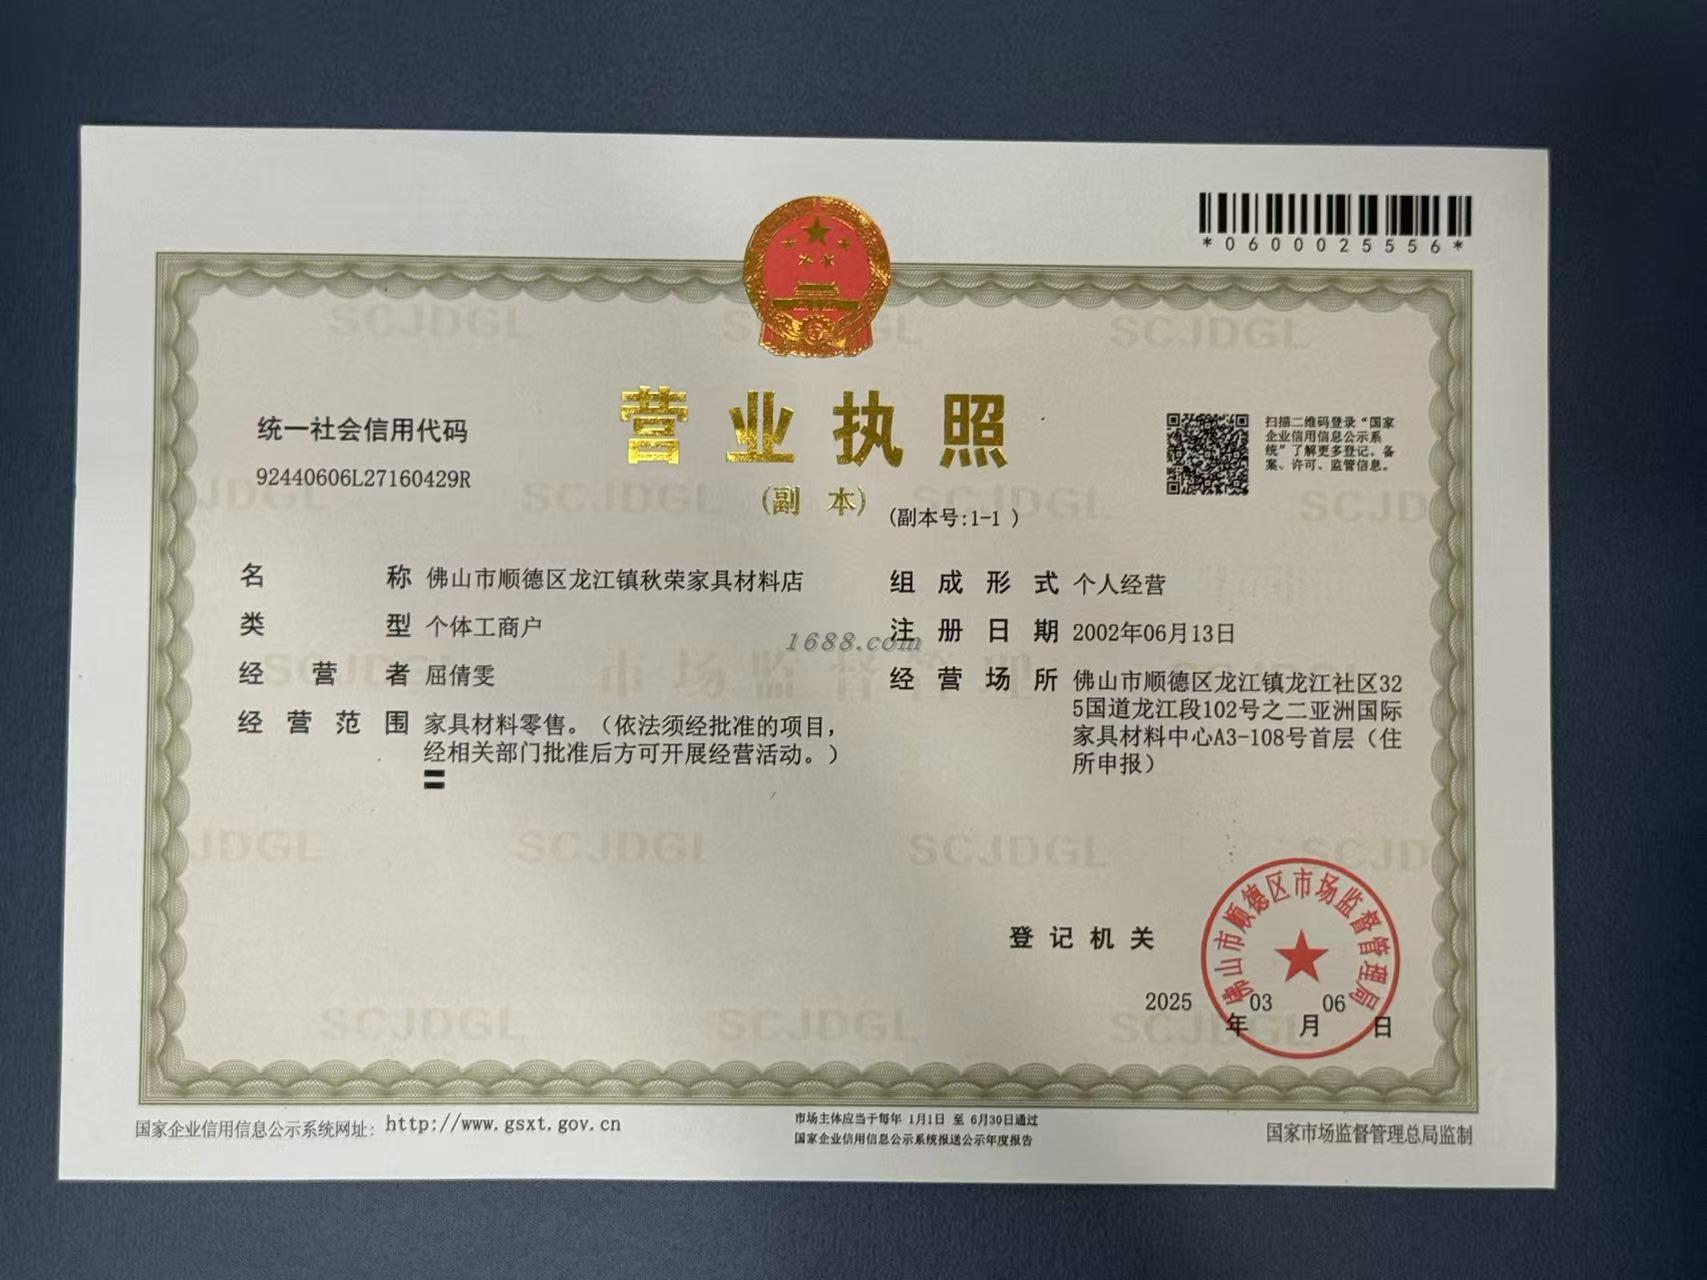 *0600025556*
营业执照
(副 本)
(副本号:1-1 )
统一社会信用代码
92440606L27160429R
扫描二维码登录“国家
企业信用信息公示系
统”了解更多登记、备
案、许可、监管信息。
名 称 佛山市顺德区龙江镇秋荣家具材料店
类 型 个体工商户
经 营 者 屈倩雯
经 营 范 围 家具材料零售。（依法须经批准的项目，
经相关部门批准后方可开展经营活动。）
组 成 形 式 个人经营
注 册 日 期 2002年06月13日
经 营 场 所 佛山市顺德区龙江镇龙江社区32
5国道龙江段102号之二亚洲国际
家具材料中心A3-108号首层（住
所申报）
1688.com
SCJDGL
市场监督管理
登 记 机 关
佛山市顺德区市场监督管理局
2025 年 03 月 06 日
国家企业信用信息公示系统网址: http://www.gsxt.gov.cn
市场主体应当于每年 1月1日 至 6月30日通过
国家企业信用信息公示系统报送公示年度报告
国家市场监督管理总局监制